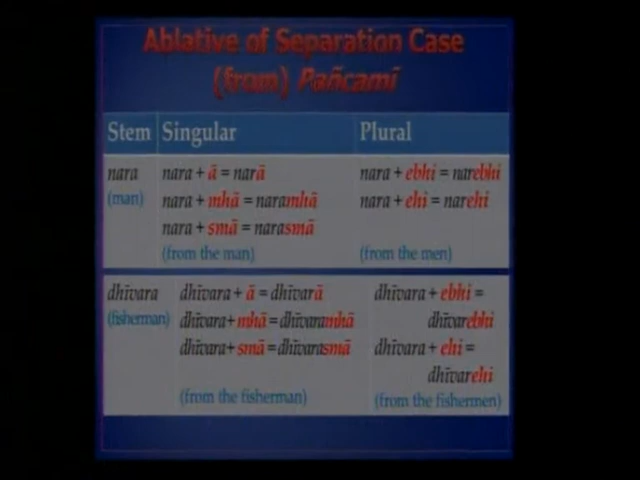 Ablative of Separation Case
(from) Pañcamī
Stem Singular Plural
nara nara + ā = narā nara + ebhi = narebhi
(man) nara + mhā = naramhā nara + ehi = narehi
nara + smā = narasmā
(from the man) (from the men)
dhīvara dhīvara + ā = dhīvarā dhīvara + ebhi =
(fisherman) dhīvara + mhā = dhīvaramhā dhīvarebhi
dhīvara + smā = dhīvarasmā dhīvara + ehi =
dhīvarehi
(from the fisherman) (from the fishermen)